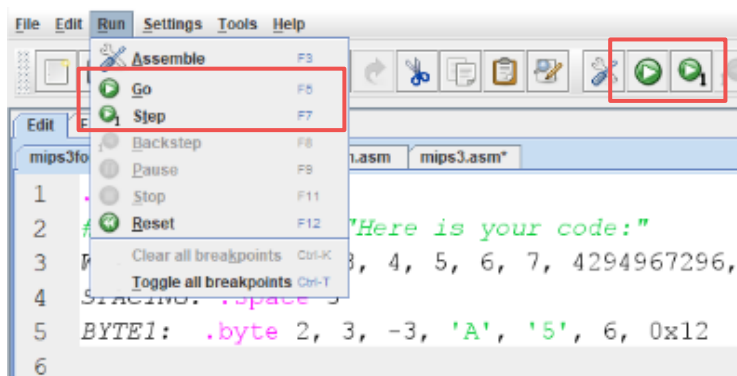 File Edit Run Settings Tools Help
Assemble F3
Go F5
Step F7
Backstep F8
Pause F9
Stop F11
Reset F12
Clear all breakpoints Ctrl-K
Toggle all breakpoints Ctrl-T
Edit
mips3fo .asm mips3.asm*
1 .
2 # "Here is your code:"
3 3, 4, 5, 6, 7, 4294967296,
4 SPACING: .space
5 BYTE1: .byte 2, 3, -3, 'A', '5', 6, 0x12
6